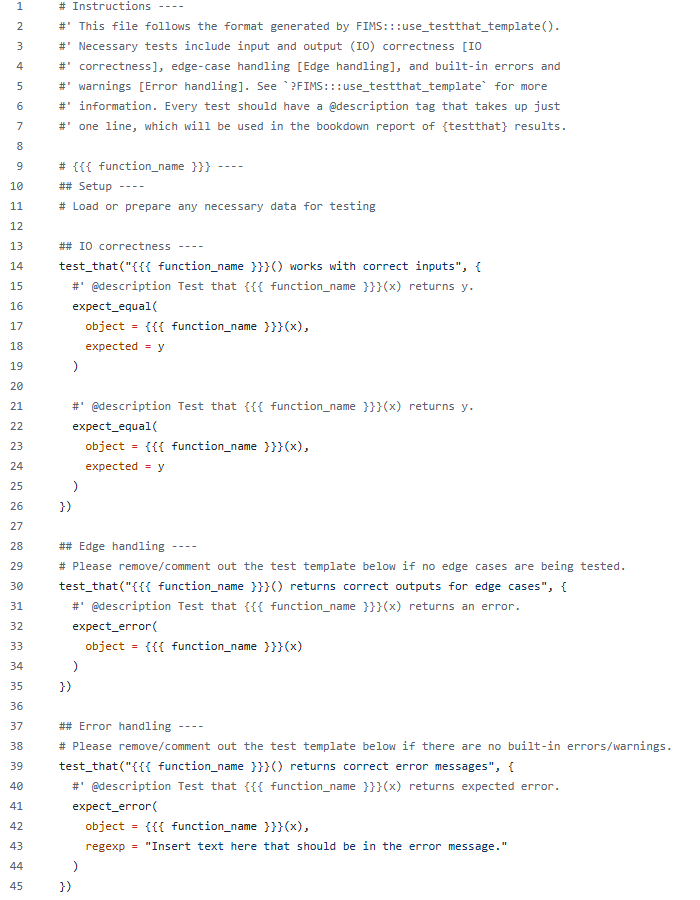 1 # Instructions ----
2 #' This file follows the format generated by FIMS:::use_testthat_template().
3 #' Necessary tests include input and output (IO) correctness [IO
4 #' correctness], edge-case handling [Edge handling], and built-in errors and
5 #' warnings [Error handling]. See `?FIMS:::use_testthat_template` for more
6 #' information. Every test should have a @description tag that takes up just
7 #' one line, which will be used in the bookdown report of {testthat} results.
8
9 # {{{ function_name }}} ----
10 ## Setup ----
11 # Load or prepare any necessary data for testing
12
13 ## IO correctness ----
14 test_that("{{{ function_name }}}() works with correct inputs", {
15   #' @description Test that {{{ function_name }}}(x) returns y.
16   expect_equal(
17     object = {{{ function_name }}}(x),
18     expected = y
19   )
20
21   #' @description Test that {{{ function_name }}}(x) returns y.
22   expect_equal(
23     object = {{{ function_name }}}(x),
24     expected = y
25   )
26 })
27
28 ## Edge handling ----
29 # Please remove/comment out the test template below if no edge cases are being tested.
30 test_that("{{{ function_name }}}() returns correct outputs for edge cases", {
31   #' @description Test that {{{ function_name }}}(x) returns an error.
32   expect_error(
33     object = {{{ function_name }}}(x)
34   )
35 })
36
37 ## Error handling ----
38 # Please remove/comment out the test template below if there are no built-in errors/warnings.
39 test_that("{{{ function_name }}}() returns correct error messages", {
40   #' @description Test that {{{ function_name }}}(x) returns expected error.
41   expect_error(
42     object = {{{ function_name }}}(x),
43     regexp = "Insert text here that should be in the error message."
44   )
45 })